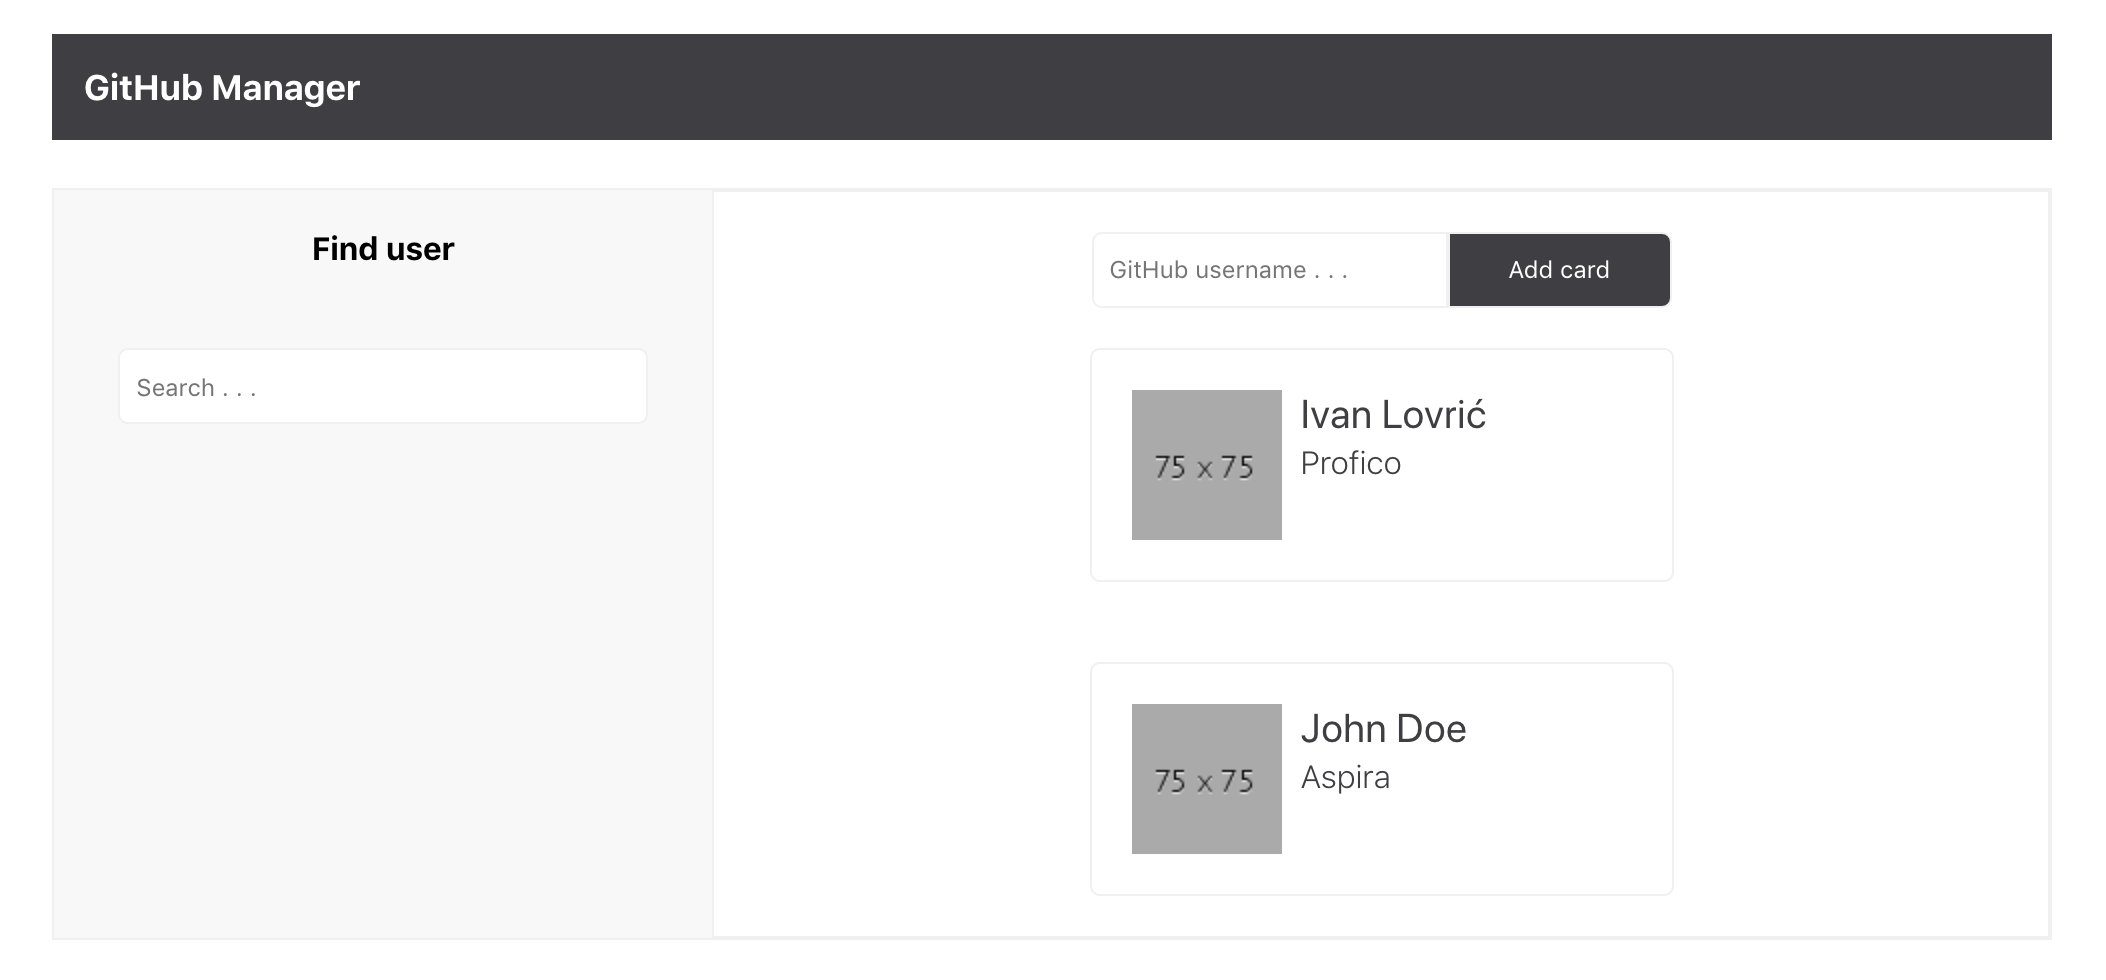 GitHub Manager
Find user
Search . . .
GitHub username . . .
Add card
75 x 75
Ivan Lovrić
Profico
75 x 75
John Doe
Aspira